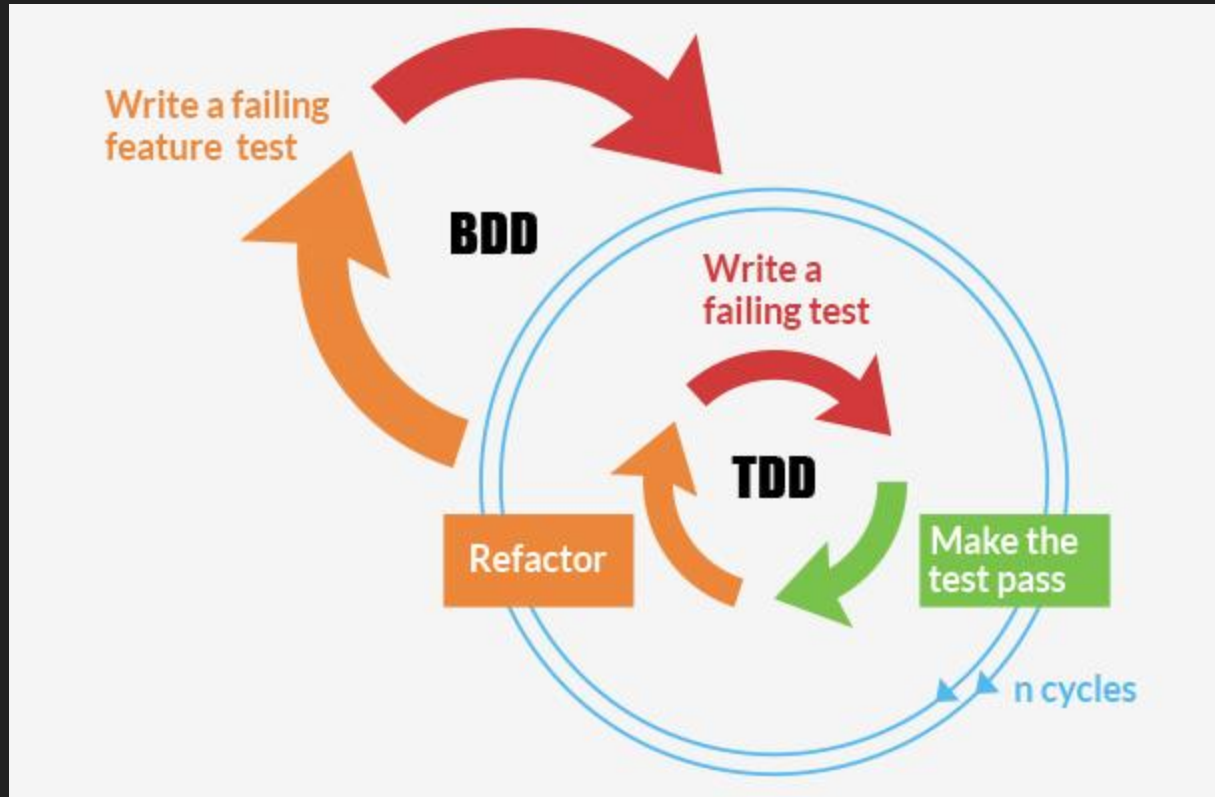 Write a failing
feature test
BDD
Write a
failing test
TDD
Refactor
Make the
test pass
n cycles